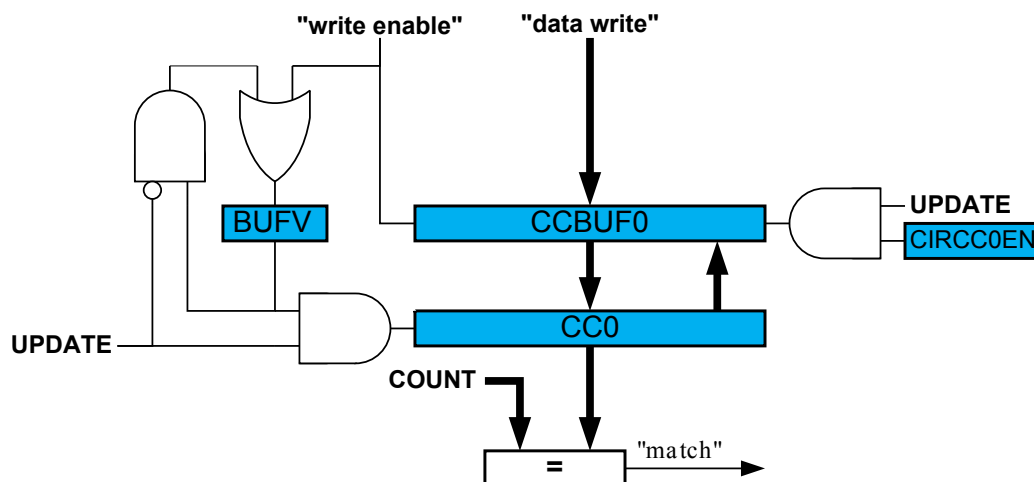 "write enable"
"data write"
BUFV
CCBUF0
UPDATE
CIRCC0EN
UPDATE
CC0
COUNT
=
"match"